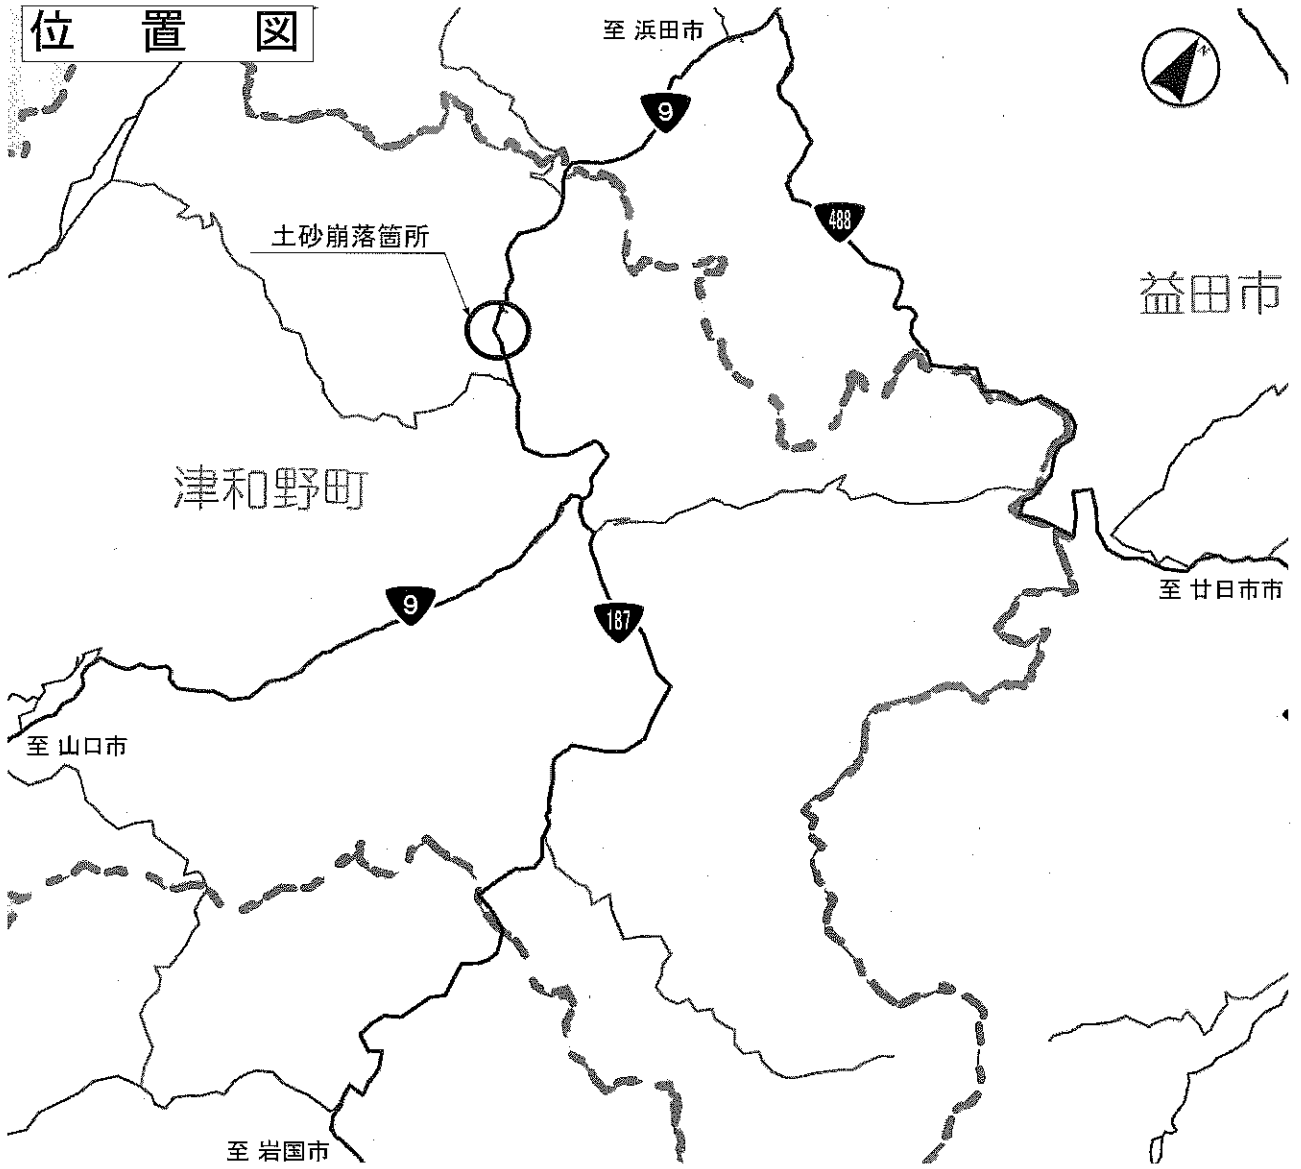 位置図
至 浜田市
N
9
488
土砂崩落箇所
益田市
津和野町
至 廿日市市
9
187
至 山口市
至 岩国市